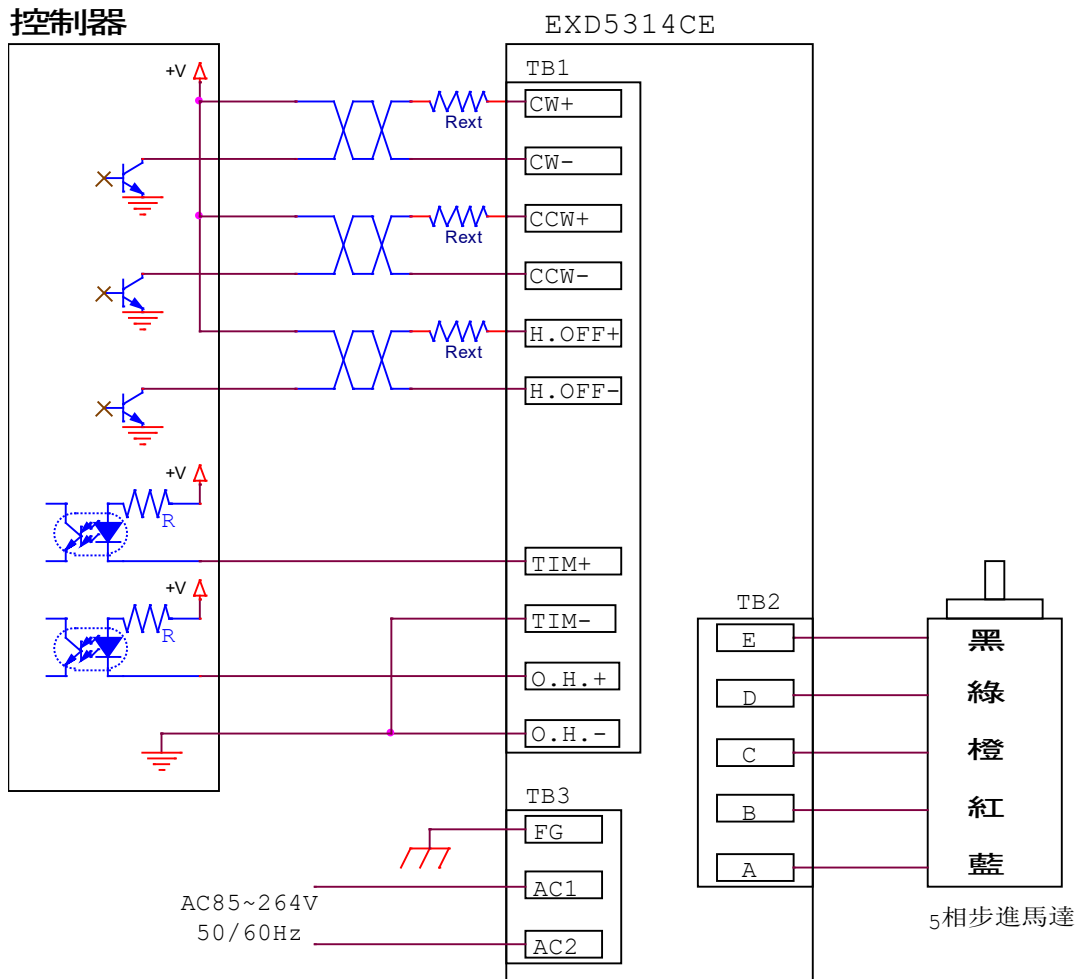 控制器
EXD5314CE
+V
TB1
CW+
Rext
CW-
CCW+
Rext
CCW-
H.OFF+
Rext
H.OFF-
+V
R
TIM+
+V
R
TIM-
O.H.+
O.H.-
TB2
E
黑
D
綠
C
橙
B
紅
A
藍
5相步進馬達
TB3
FG
AC1
AC85~264V
50/60Hz
AC2